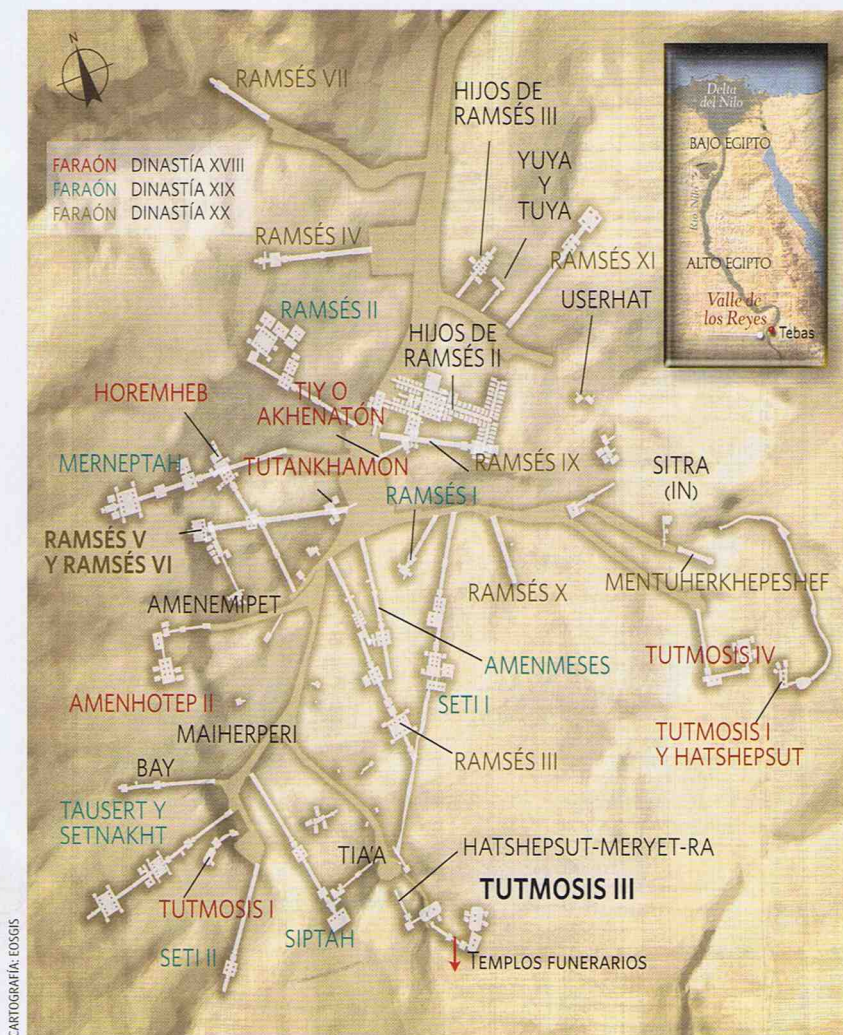 N
RAMSÉS VII
HIJOS DE
RAMSÉS III
YUYA
Y
TUYA
FARAÓN DINASTÍA XVIII
FARAÓN DINASTÍA XIX
FARAÓN DINASTÍA XX
Delta
del Nilo
BAJO EGIPTO
Río Nilo
ALTO EGIPTO
Valle de
los Reyes
Tebas
RAMSÉS IV
RAMSÉS XI
USERHAT
RAMSÉS II
HIJOS DE
RAMSÉS II
HOREMHEB
TIY O
AKHENATÓN
MERNEPTAH
TUTANKHAMON
RAMSÉS IX
RAMSÉS I
SITRA
(IN)
RAMSÉS V
Y RAMSÉS VI
RAMSÉS X
MENTUHERKHEPESHEF
AMENEMIPET
AMENMESES
TUTMOSIS IV
AMENHOTEP II
SETI I
TUTMOSIS I
Y HATSHEPSUT
MAIHERPERI
RAMSÉS III
BAY
TAUSERT Y
SETNAKHT
TIA'A
HATSHEPSUT-MERYET-RA
TUTMOSIS III
TUTMOSIS I
SIPTAH
SETI II
TEMPLOS FUNERARIOS
CARTOGRAFÍA: EOSGIS